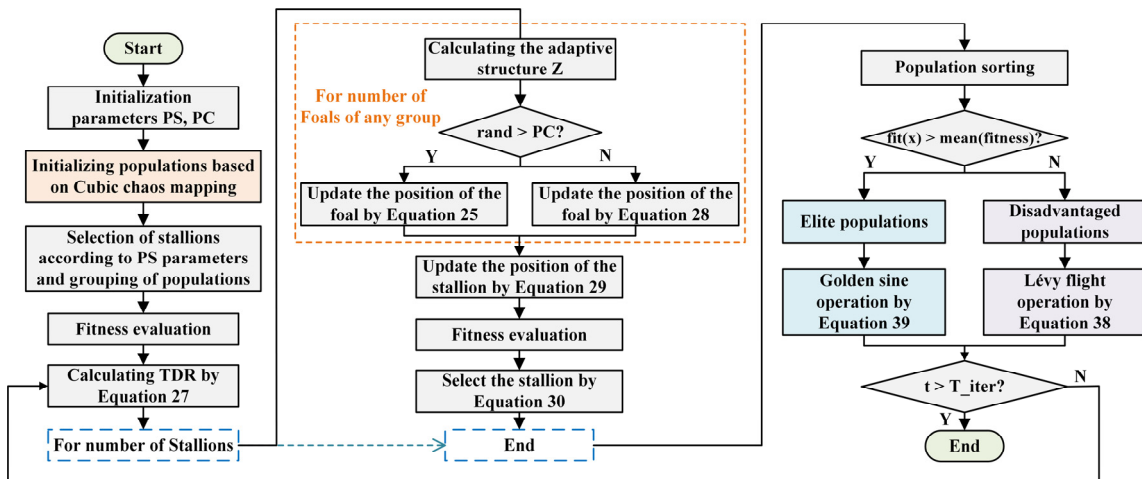 Start
Initialization
parameters PS, PC
Initializing populations based
on Cubic chaos mapping
Selection of stallions
according to PS parameters
and grouping of populations
Fitness evaluation
Calculating TDR by
Equation 27
For number of Stallions
Calculating the adaptive
structure Z
For number of
Foals of any group
rand > PC?
Y
N
Update the position of the
foal by Equation 25
Update the position of the
foal by Equation 28
Update the position of the
stallion by Equation 29
Fitness evaluation
Select the stallion by
Equation 30
End
Population sorting
fit(x) > mean(fitness)?
Y
N
Elite populations
Disadvantaged
populations
Golden sine
operation by
Equation 39
Lévy flight
operation by
Equation 38
t > T_iter?
N
Y
End